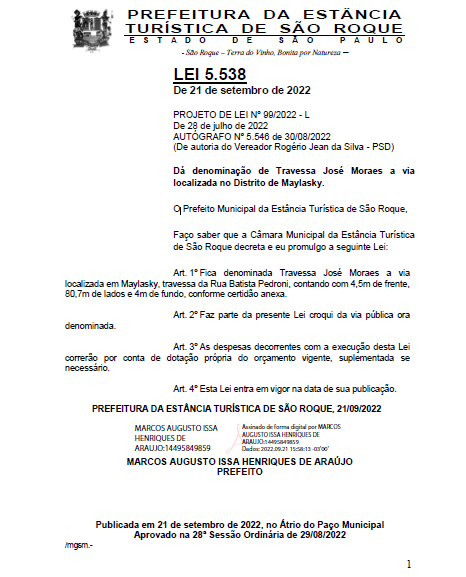 PREFEITURA DA ESTÂNCIA
TURÍSTICA DE SÃO ROQUE
ESTADO DE SÃO PAULO
- São Roque – Terra do Vinho, Bonita por Natureza –
LEI 5.538
De 21 de setembro de 2022
PROJETO DE LEI Nº 99/2022 - L
De 28 de julho de 2022
AUTÓGRAFO Nº 5.546 de 30/08/2022
(De autoria do Vereador Rogério Jean da Silva - PSD)
Dá denominação de Travessa José Moraes a via
localizada no Distrito de Maylasky.
O Prefeito Municipal da Estância Turística de São Roque,
Faço saber que a Câmara Municipal da Estância Turística
de São Roque decreta e eu promulgo a seguinte Lei:
Art. 1º Fica denominada Travessa José Moraes a via
localizada em Maylasky, travessa da Rua Batista Pedroni, contando com 4,5m de frente,
80,7m de lados e 4m de fundo, conforme certidão anexa.
Art. 2º Faz parte da presente Lei croqui da via pública ora
denominada.
Art. 3º As despesas decorrentes com a execução desta Lei
correrão por conta de dotação própria do orçamento vigente, suplementada se
necessário.
Art. 4º Esta Lei entra em vigor na data de sua publicação.
PREFEITURA DA ESTÂNCIA TURÍSTICA DE SÃO ROQUE, 21/09/2022
MARCOS AUGUSTO ISSA
HENRIQUES DE
ARAUJO:14495849859
Assinado de forma digital por MARCOS
AUGUSTO ISSA HENRIQUES DE
ARAUJO:14495849859
Dados: 2022.09.21 15:58:13 -03'00'
MARCOS AUGUSTO ISSA HENRIQUES DE ARAÚJO
PREFEITO
Publicada em 21 de setembro de 2022, no Átrio do Paço Municipal
Aprovado na 28ª Sessão Ordinária de 29/08/2022
/mgsm.-
1